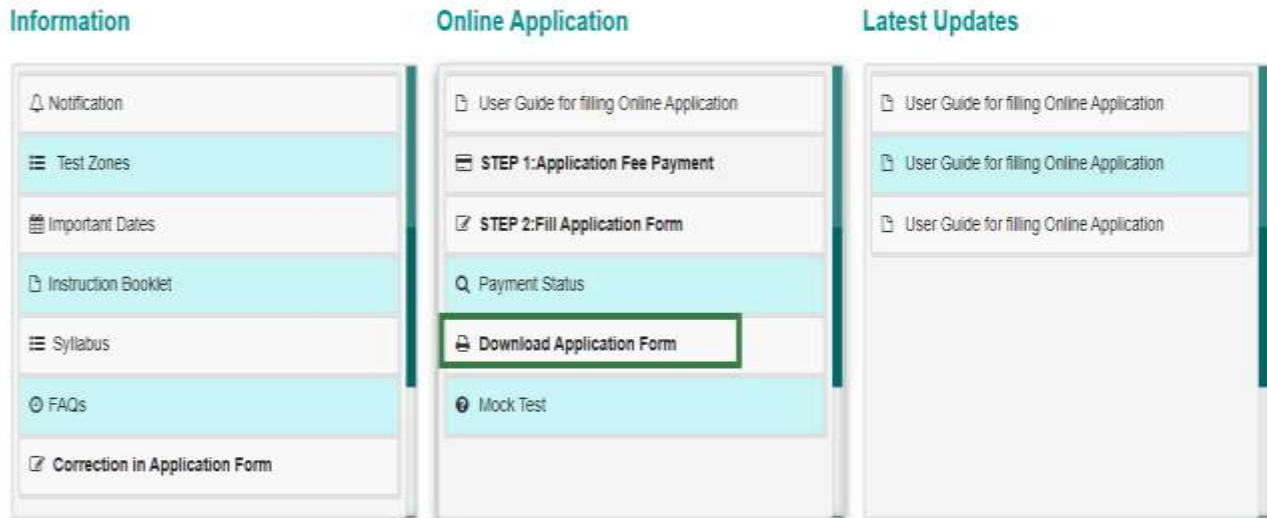 Information
Notification
Test Zones
Important Dates
Instruction Booklet
Syllabus
FAQs
Correction in Application Form
Online Application
User Guide for filling Online Application
STEP 1:Application Fee Payment
STEP 2:Fill Application Form
Payment Status
Download Application Form
Mock Test
Latest Updates
User Guide for filling Online Application
User Guide for filling Online Application
User Guide for filling Online Application